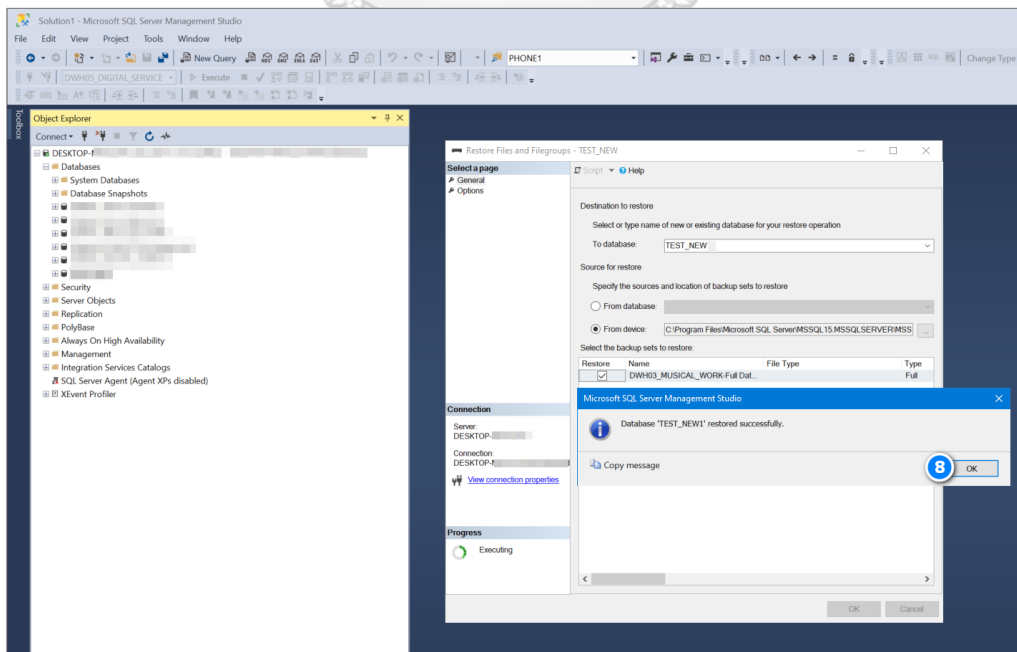 Solution1 - Microsoft SQL Server Management Studio
File Edit View Project Tools Window Help
New Query MDX DMX XMLA DAX PHONE1 Change Type
DWH05_DIGITAL_SERVICE Execute
Toolbox
Object Explorer
Connect
DESKTOP-
Databases
System Databases
Database Snapshots
Security
Server Objects
Replication
PolyBase
Always On High Availability
Management
Integration Services Catalogs
SQL Server Agent (Agent XPs disabled)
XEvent Profiler
Restore Files and Filegroups - TEST_NEW
Select a page
General
Options
Script Help
Destination to restore
Select or type name of new or existing database for your restore operation
To database: TEST_NEW
Source for restore
Specify the sources and location of backup sets to restore
From database:
From device: C:\Program Files\Microsoft SQL Server\MSSQL15.MSSQLSERVER\MSS ...
Select the backup sets to restore:
Restore Name File Type Type
DWH03_MUSICAL_WORK-Full Dat... Full
Microsoft SQL Server Management Studio
Database 'TEST_NEW1' restored successfully.
Copy message
8 OK
Connection
Server:
DESKTOP-
Connection:
DESKTOP-
View connection properties
Progress
Executing
OK Cancel